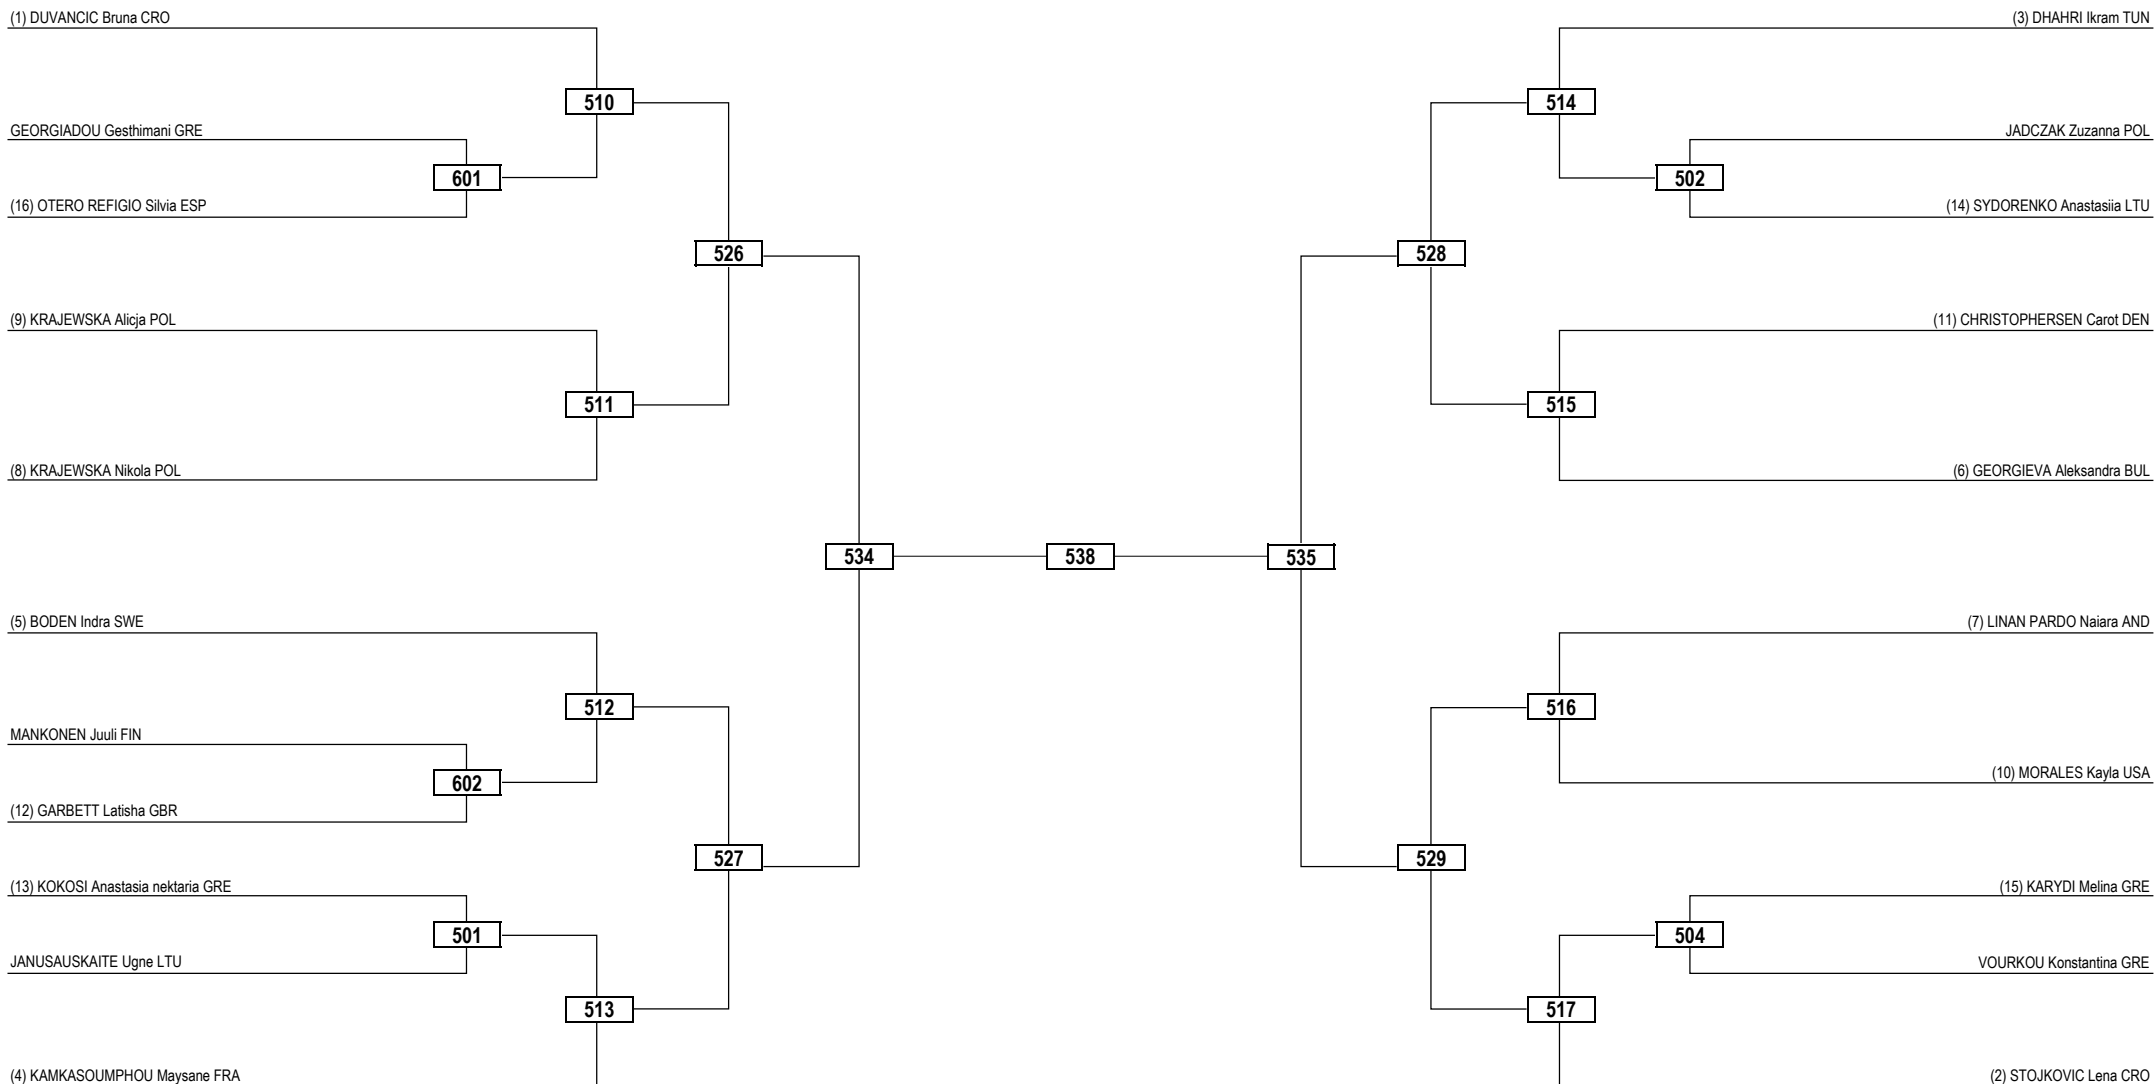 (1) DUVANCIC Bruna CRO
(3) DHAHRI Ikram TUN
510
514
GEORGIADOU Gesthimani GRE
JADCZAK Zuzanna POL
601
502
(16) OTERO REFIGIO Silvia ESP
(14) SYDORENKO Anastasiia LTU
526
528
(9) KRAJEWSKA Alicja POL
(11) CHRISTOPHERSEN Carot DEN
511
515
(8) KRAJEWSKA Nikola POL
(6) GEORGIEVA Aleksandra BUL
534
538
535
(5) BODEN Indra SWE
(7) LINAN PARDO Naiara AND
512
516
MANKONEN Juuli FIN
602
(10) MORALES Kayla USA
(12) GARBETT Latisha GBR
527
529
(13) KOKOSI Anastasia nektaria GRE
(15) KARYDI Melina GRE
501
504
JANUSAUSKAITE Ugne LTU
VOURKOU Konstantina GRE
513
517
(4) KAMKASOUMPHOU Maysane FRA
(2) STOJKOVIC Lena CRO